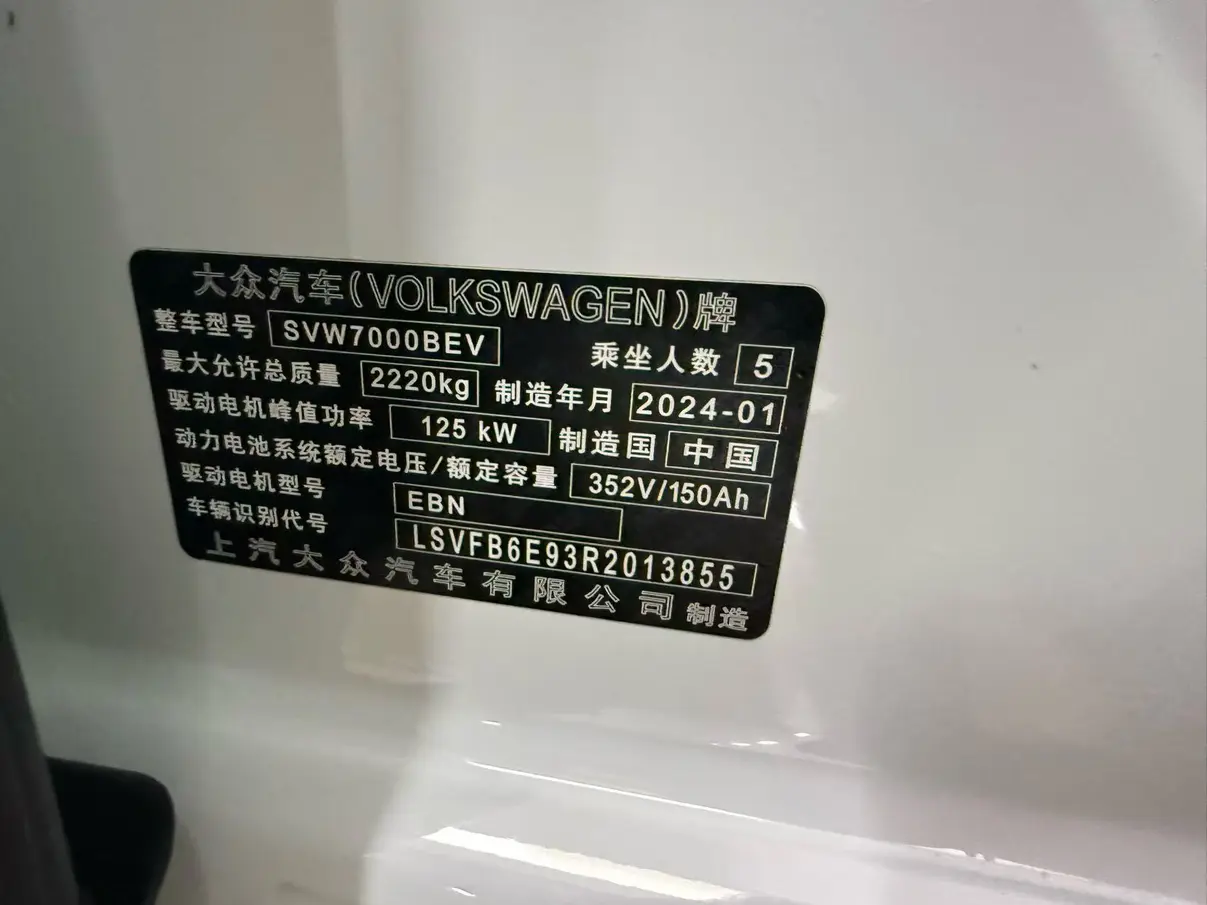 大众汽车(VOLKSWAGEN)牌
整车型号 SVW7000BEV 乘坐人数 5
最大允许总质量 2220kg 制造年月 2024-01
驱动电机峰值功率 125 kW 制造国 中国
动力电池系统额定电压/额定容量 352V/150Ah
驱动电机型号 EBN
车辆识别代号 LSVFB6E93R2013855
上汽大众汽车有限公司制造